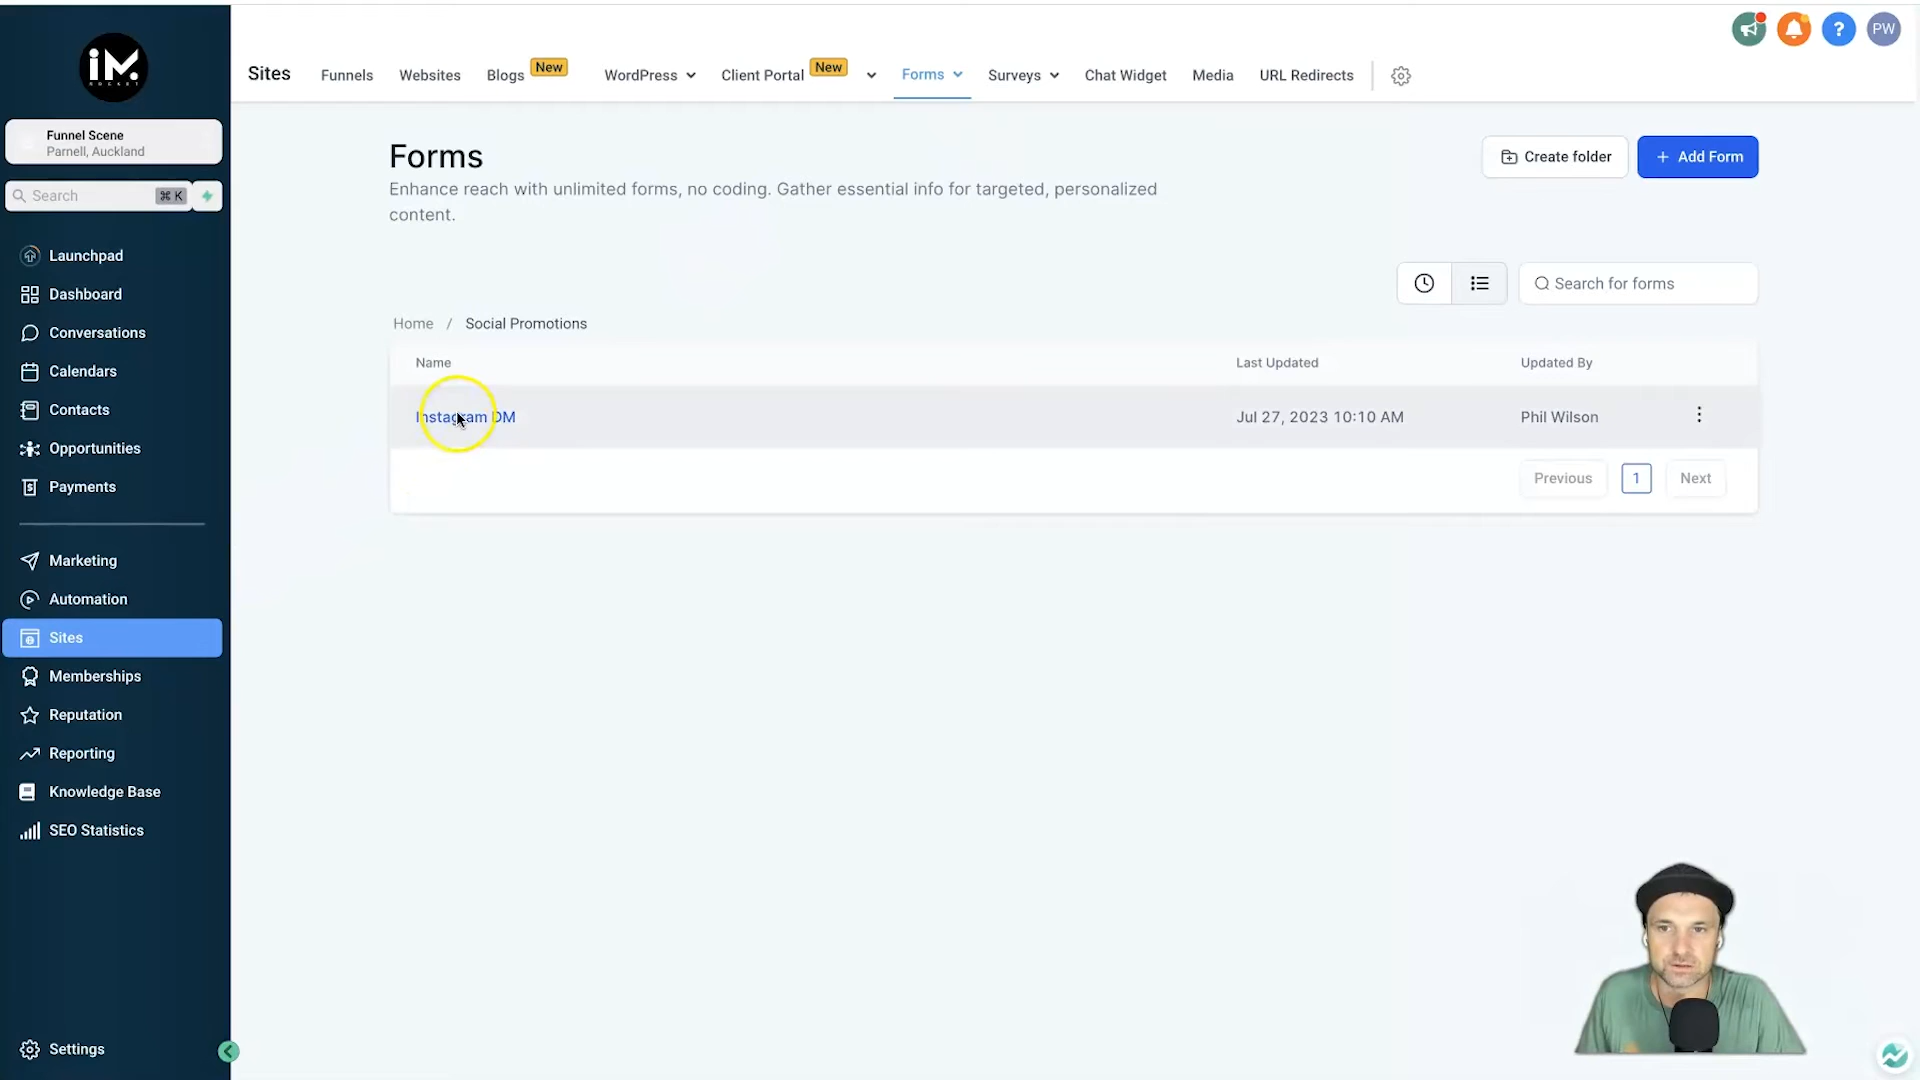 iM.
ROCKET
Funnel Scene
Parnell, Auckland
Search
⌘ K
Launchpad
Dashboard
Conversations
Calendars
Contacts
Opportunities
Payments
Marketing
Automation
Sites
Memberships
Reputation
Reporting
Knowledge Base
SEO Statistics
Settings
PW
Sites
Funnels
Websites
Blogs
New
WordPress
Client Portal
New
Forms
Surveys
Chat Widget
Media
URL Redirects
Forms
Enhance reach with unlimited forms, no coding. Gather essential info for targeted, personalized
content.
Create folder
+ Add Form
Search for forms
Home / Social Promotions
Name
Last Updated
Updated By
Instagram DM
Jul 27, 2023 10:10 AM
Phil Wilson
Previous
1
Next